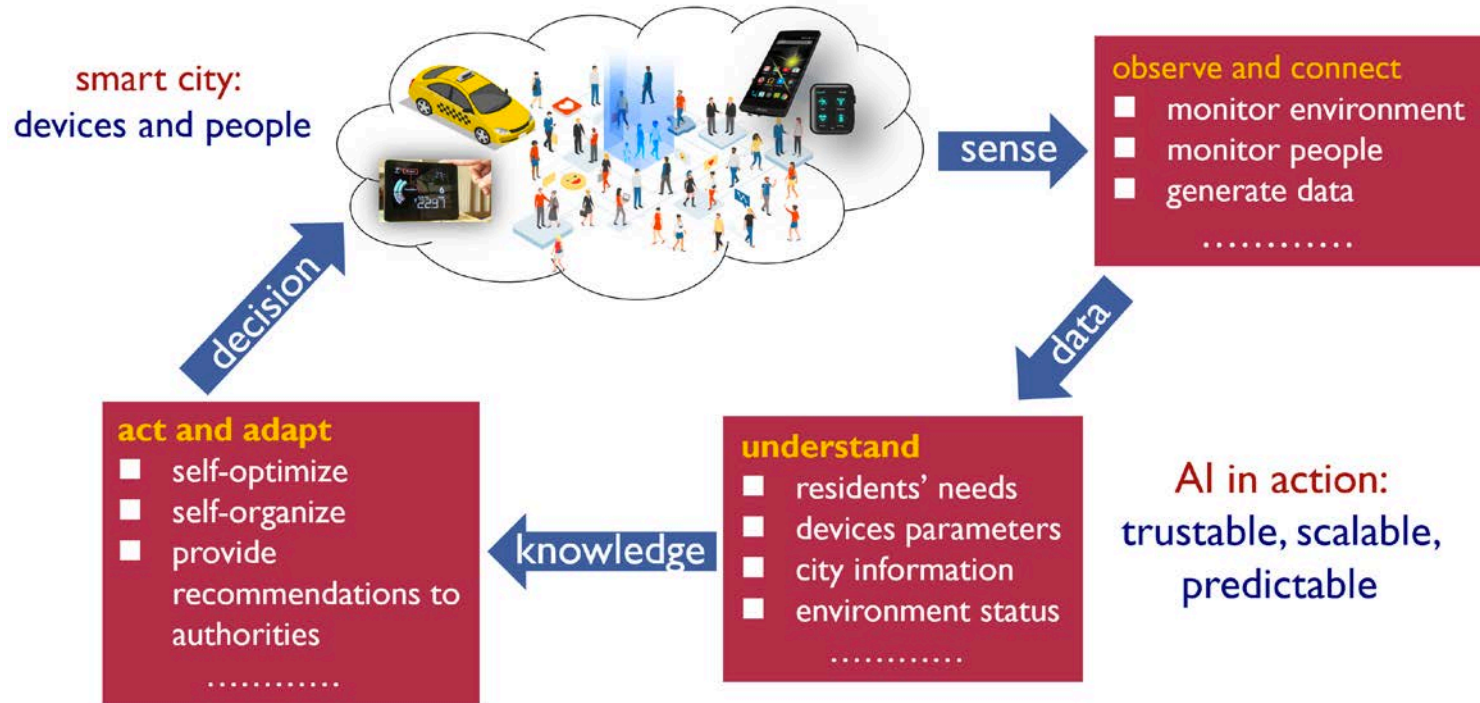 smart city:
devices and people
2297
sense
observe and connect
monitor environment
monitor people
generate data
............
data
understand
residents' needs
devices parameters
city information
environment status
............
AI in action:
trustable, scalable,
predictable
knowledge
act and adapt
self-optimize
self-organize
provide
recommendations to
authorities
............
decision